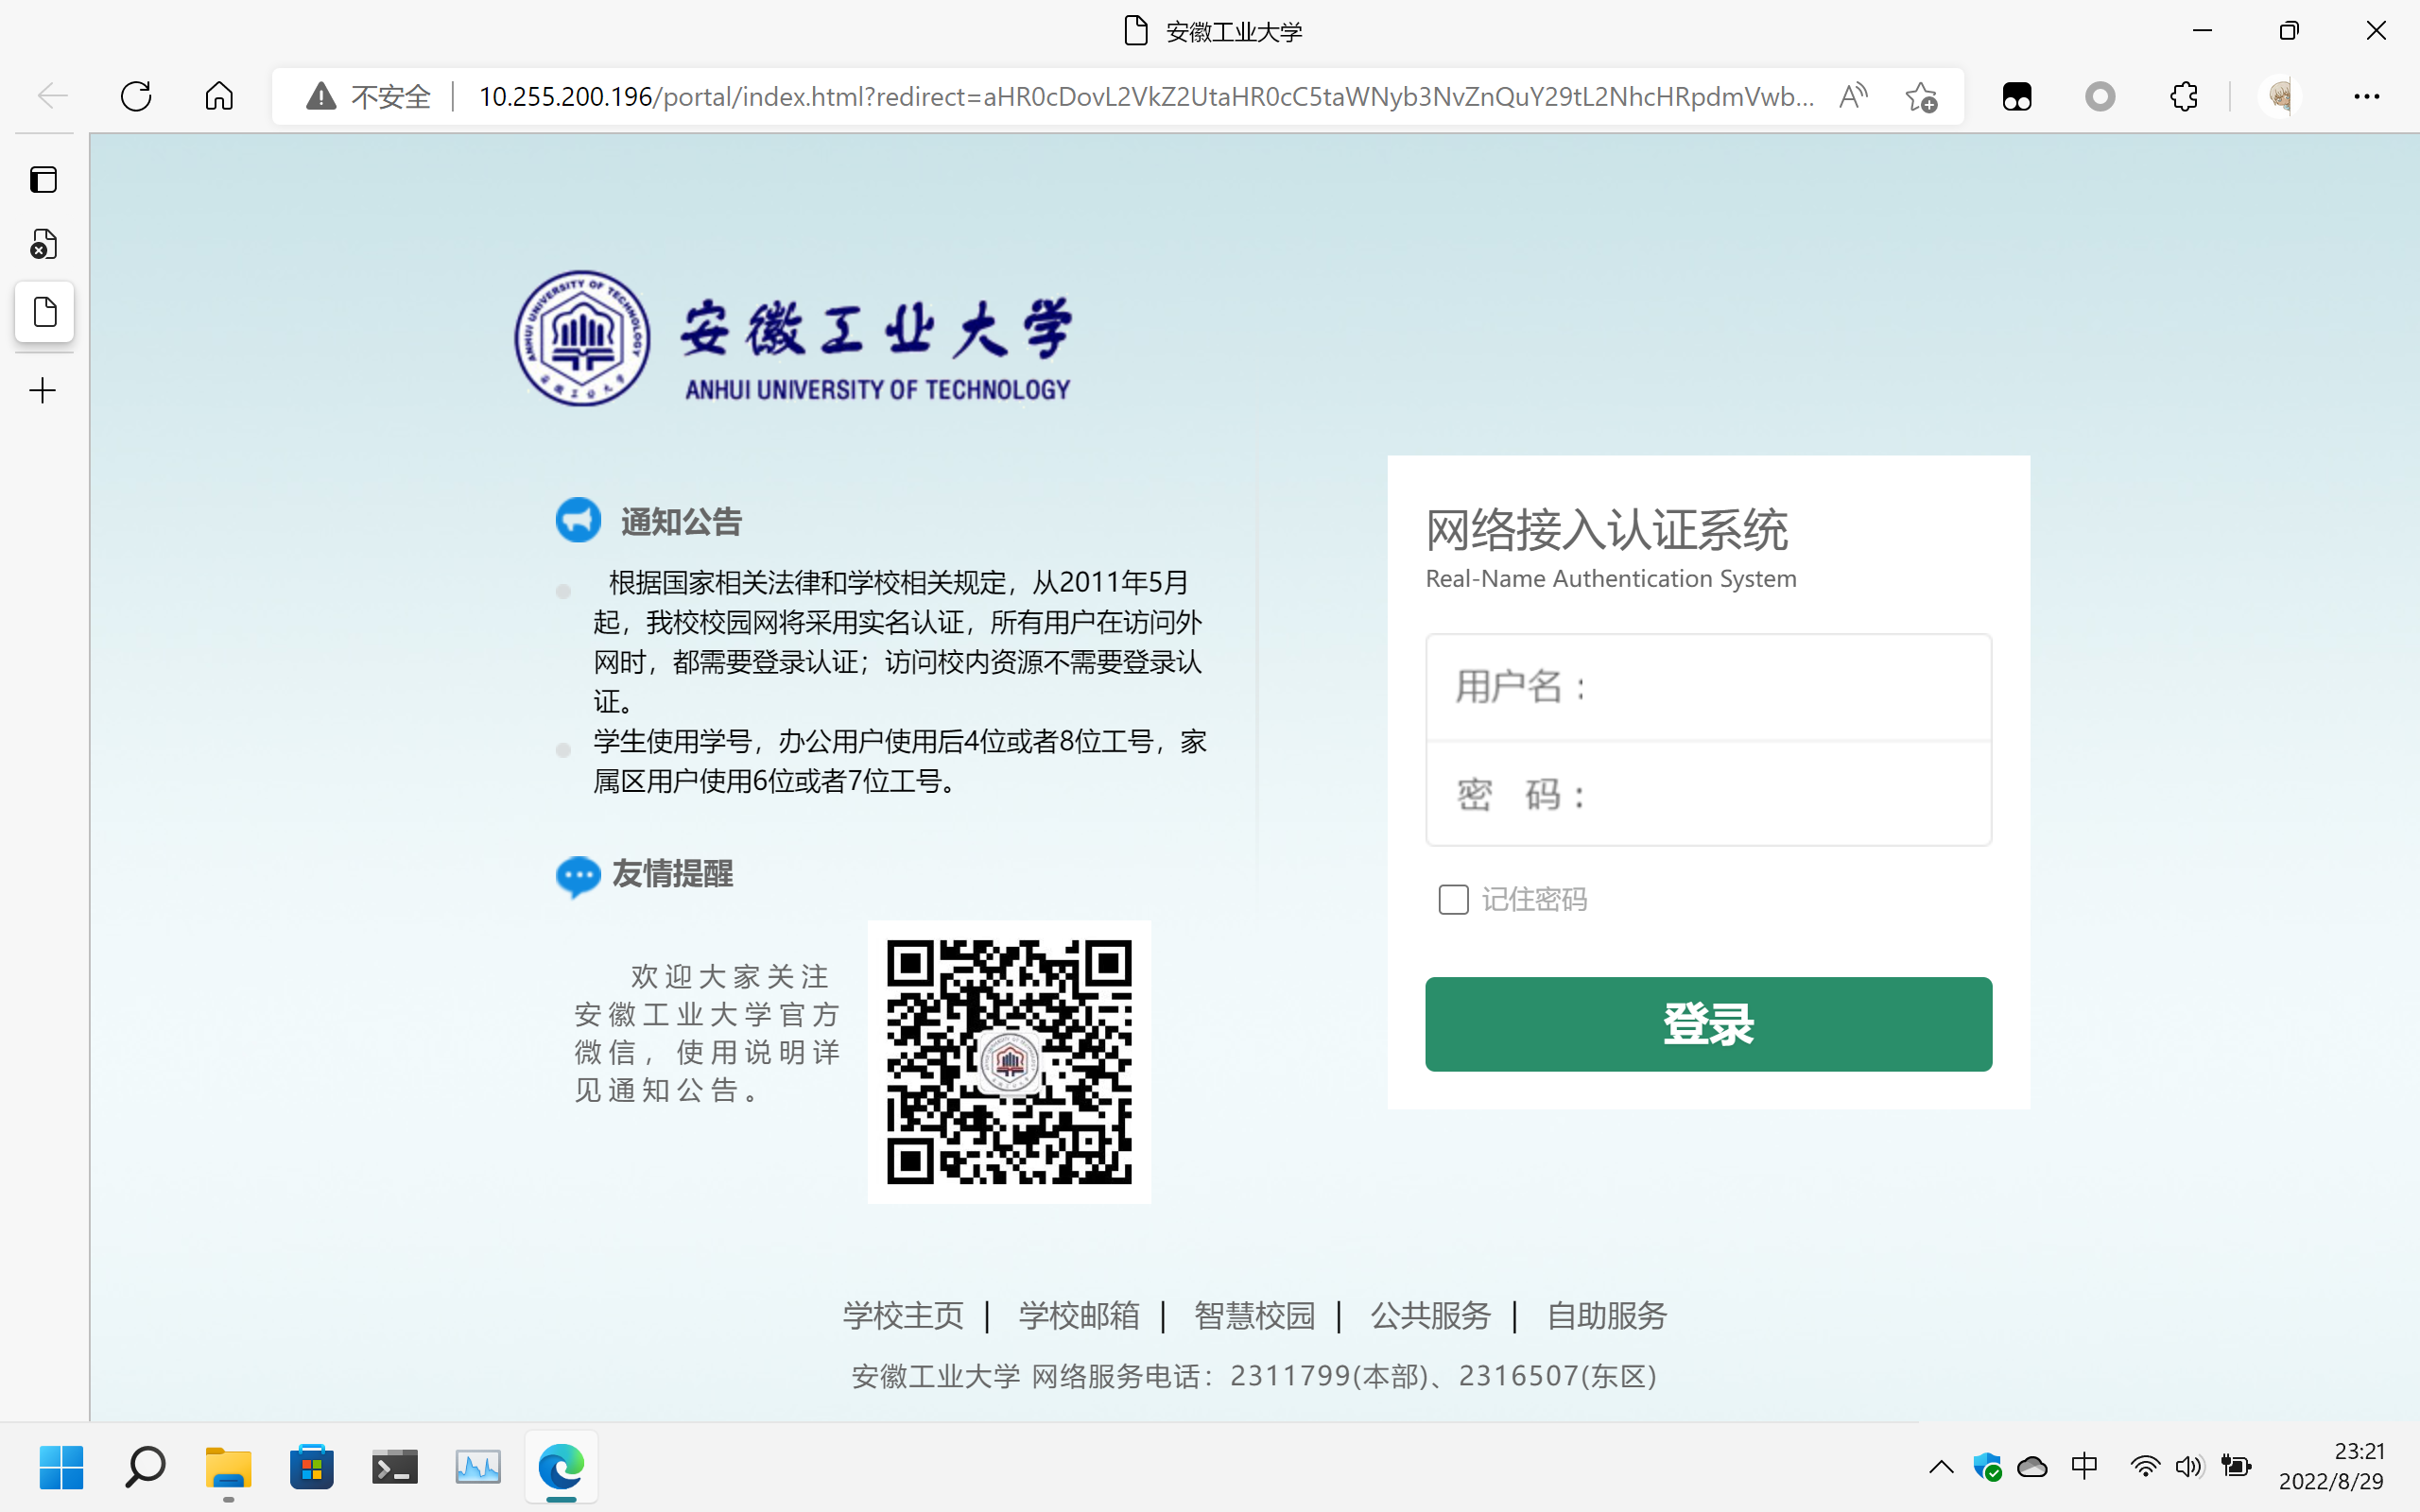 安徽工业大学
不安全
10.255.200.196/portal/index.html?redirect=aHR0cDovL2VkZ2UtaHR0cC5taWNyb3NvZnQuY29tL2NhcHRpdmVwb...
ANHUI UNIVERSITY OF TECHNOLOGY
安徽工业大学
安徽工业大学
ANHUI UNIVERSITY OF TECHNOLOGY
通知公告
根据国家相关法律和学校相关规定，从2011年5月
起，我校校园网将采用实名认证，所有用户在访问外
网时，都需要登录认证；访问校内资源不需要登录认
证。
学生使用学号，办公用户使用后4位或者8位工号，家
属区用户使用6位或者7位工号。
友情提醒
欢迎大家关注
安徽工业大学官方
微信，使用说明详
见通知公告。
网络接入认证系统
Real-Name Authentication System
用户名：
密 码：
记住密码
登录
学校主页 | 学校邮箱 | 智慧校园 | 公共服务 | 自助服务
安徽工业大学 网络服务电话：2311799(本部)、2316507(东区)
中
23:21
2022/8/29